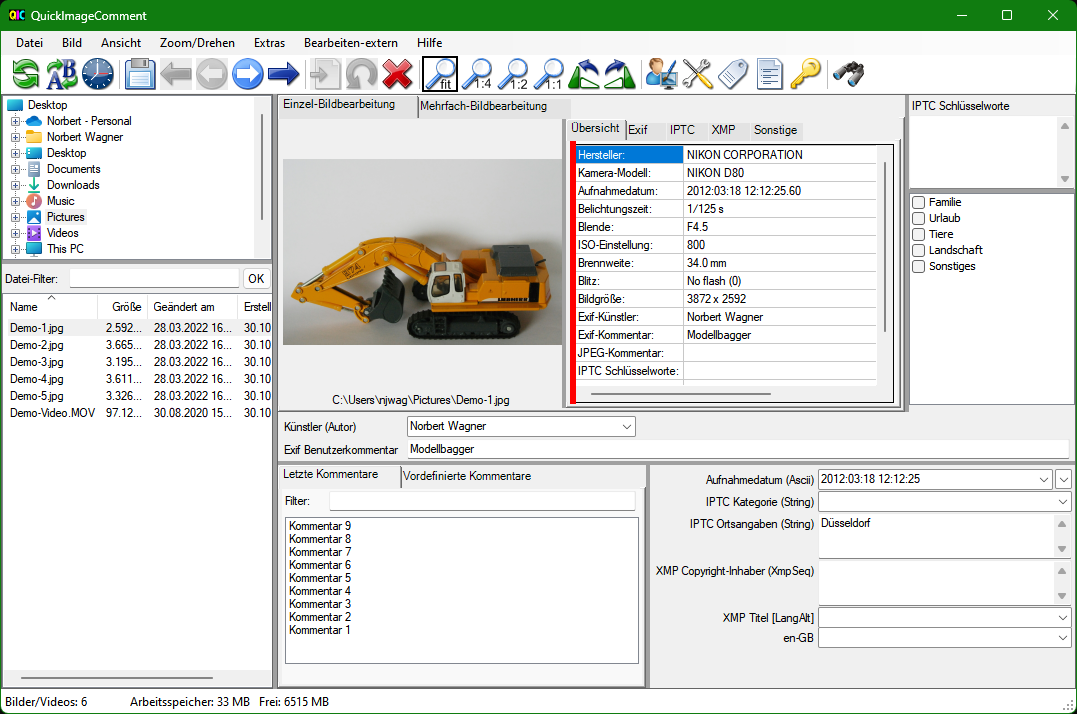 QIC QuickImageComment
Datei Bild Ansicht Zoom/Drehen Extras Bearbeiten-extern Hilfe
AB fit 1:4 1:2 1:1
Desktop
Norbert - Personal
Norbert Wagner
Desktop
Documents
Downloads
Music
Pictures
Videos
This PC
Datei-Filter: OK
Name Größe Geändert am Erstell
Demo-1.jpg 2.592... 28.03.2022 16... 30.10
Demo-2.jpg 3.665... 28.03.2022 16... 30.10
Demo-3.jpg 3.195... 28.03.2022 16... 30.10
Demo-4.jpg 3.611... 28.03.2022 16... 30.10
Demo-5.jpg 3.326... 28.03.2022 16... 30.10
Demo-Video.MOV 97.12... 30.08.2020 15... 30.10
Einzel-Bildbearbeitung Mehrfach-Bildbearbeitung
974
LIEBHERR
C:\Users\njwag\Pictures\Demo-1.jpg
Übersicht Exif IPTC XMP Sonstige
Hersteller: NIKON CORPORATION
Kamera-Modell: NIKON D80
Aufnahmedatum: 2012:03:18 12:12:25.60
Belichtungszeit: 1/125 s
Blende: F4.5
ISO-Einstellung: 800
Brennweite: 34.0 mm
Blitz: No flash (0)
Bildgröße: 3872 x 2592
Exif-Künstler: Norbert Wagner
Exif-Kommentar: Modellbagger
JPEG-Kommentar:
IPTC Schlüsselworte:
IPTC Schlüsselworte
Familie
Urlaub
Tiere
Landschaft
Sonstiges
Künstler (Autor) Norbert Wagner
Exif Benutzerkommentar Modellbagger
Letzte Kommentare Vordefinierte Kommentare
Filter:
Kommentar 9
Kommentar 8
Kommentar 7
Kommentar 6
Kommentar 5
Kommentar 4
Kommentar 3
Kommentar 2
Kommentar 1
Aufnahmedatum (Ascii) 2012:03:18 12:12:25
IPTC Kategorie (String)
IPTC Ortsangaben (String) Düsseldorf
XMP Copyright-Inhaber (XmpSeq)
XMP Titel [LangAlt]
en-GB
Bilder/Videos: 6 Arbeitsspeicher: 33 MB Frei: 6515 MB